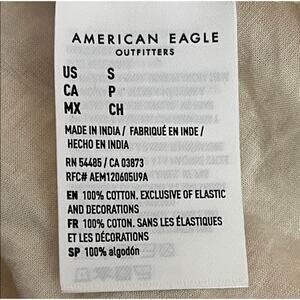 AMERICAN EAGLE
OUTFITTERS
US S
CA P
MX CH
MADE IN INDIA / FABRIQUÉ EN INDE /
HECHO EN INDIA
RN 54485 / CA 03873
RFC# AEM120605U9A
EN 100% COTTON. EXCLUSIVE OF ELASTIC
AND DECORATIONS
FR 100% COTON. SANS LES ÉLASTIQUES
ET LES DÉCORATIONS
SP 100% algodón